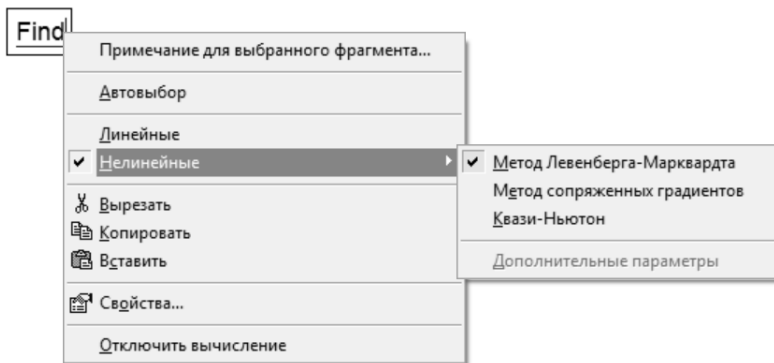 Find
Примечание для выбранного фрагмента...
Автовыбор
Линейные
Нелинейные
Вырезать
Копировать
Вставить
Свойства...
Отключить вычисление
Метод Левенберга-Марквардта
Метод сопряженных градиентов
Квази-Ньютон
Дополнительные параметры